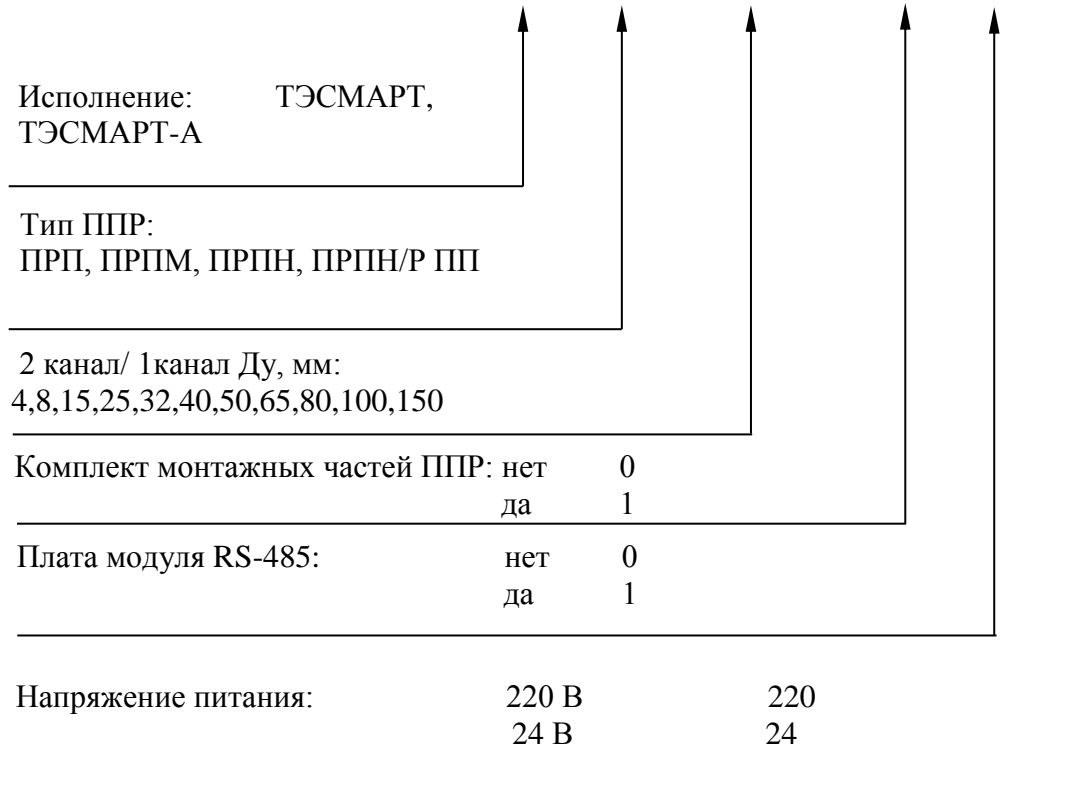 Исполнение: ТЭСМАРТ,
ТЭСМАРТ-А
Тип ППР:
ПРП, ПРПМ, ПРПН, ПРПН/Р ПП
2 канал/ 1канал Ду, мм:
4,8,15,25,32,40,50,65,80,100,150
Комплект монтажных частей ППР: нет 0
да 1
Плата модуля RS-485: нет 0
да 1
Напряжение питания: 220 В 220
24 В 24